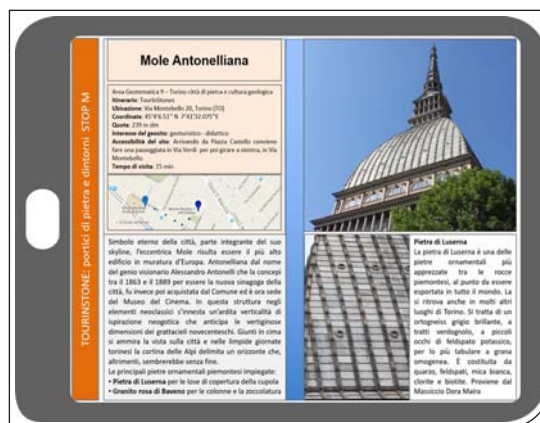 TOURINSTONE: portici di pietra e dintorni STOP M
Mole Antonelliana
Area Geotematica 9 – Torino città di pietra e cultura geologica
Itinerario: TourInStones
Ubicazione: Via Montebello 20, Torino (TO)
Coordinate: 45°4'6.51" N 7°41'32.075"E
Quota: 239 m slm
Interesse del geosito: geoturistico - didattico
Accessibilità del sito: Arrivando da Piazza Castello conviene
fare una passeggiata in Via Verdi per poi girare a sinistra, in Via
Montebello.
Tempo di visita: 15 min
Simbolo eterno della città, parte integrante del suo
skyline, l'eccentrica Mole risulta essere il più alto
edificio in muratura d'Europa. Antonelliana dal nome
del genio visionario Alessandro Antonelli che la concepì
tra il 1863 e il 1889 per essere la nuova sinagoga della
città, fu invece poi acquistata dal Comune ed è ora sede
del Museo del Cinema. In questa struttura negli
elementi neoclassici s'innesta un'ardita verticalità di
ispirazione neogotica che anticipa le vertiginose
dimensioni dei grattacieli novecenteschi. Giunti in cima
si ammira la vista sulla città e nelle limpide giornate
torinesi la cortina delle Alpi delimita un orizzonte che,
altrimenti, sembrerebbe senza fine.
Le principali pietre ornamentali piemontesi impiegate:
• Pietra di Luserna per le lose di copertura della cupola
• Granito rosa di Baveno per le colonne e la zoccolatura
Pietra di Luserna
La pietra di Luserna è una delle
pietre ornamentali più
apprezzate tra le rocce
piemontesi, al punto da essere
esportata in tutto il mondo. La
si ritrova anche in molti altri
luoghi di Torino. Si tratta di un
ortogneiss grigio brillante, a
tratti verdognolo, a piccoli
occhi di feldspato potassico,
per lo più tabulare a grana
omogenea. È costituita da
quarzo, feldspati, mica bianca,
clorite e biotite. Proviene dal
Massiccio Dora Maira